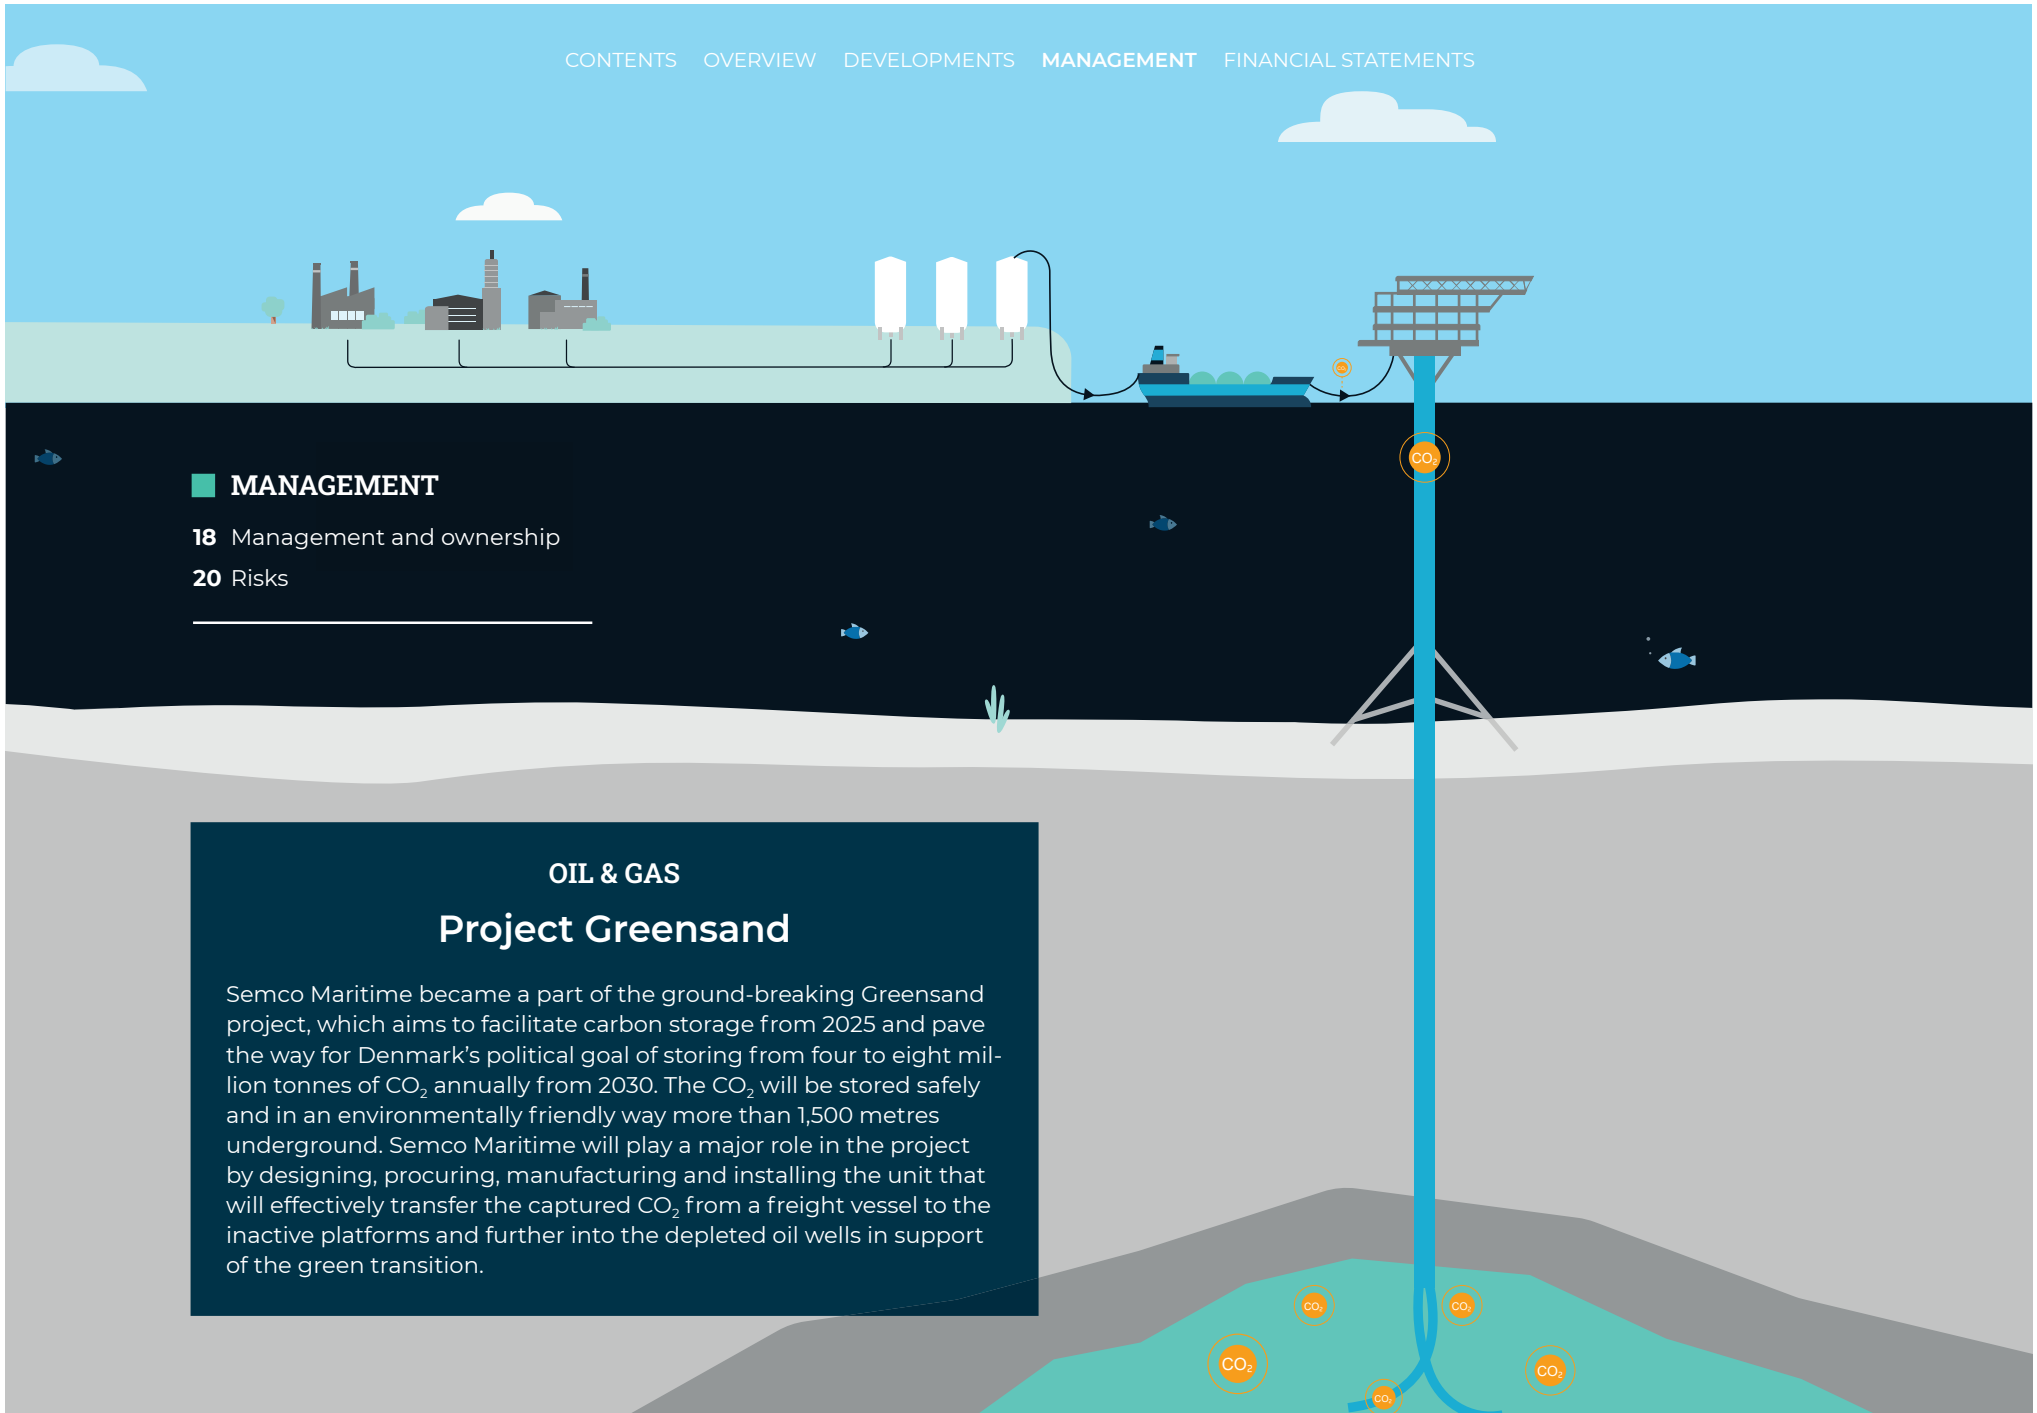 CONTENTS OVERVIEW DEVELOPMENTS MANAGEMENT FINANCIAL STATEMENTS
CO₂
MANAGEMENT
18 Management and ownership
20 Risks
OIL & GAS
Project Greensand
Semco Maritime became a part of the ground-breaking Greensand
project, which aims to facilitate carbon storage from 2025 and pave
the way for Denmark’s political goal of storing from four to eight mil-
lion tonnes of CO₂ annually from 2030. The CO₂ will be stored safely
and in an environmentally friendly way more than 1,500 metres
underground. Semco Maritime will play a major role in the project
by designing, procuring, manufacturing and installing the unit that
will effectively transfer the captured CO₂ from a freight vessel to the
inactive platforms and further into the depleted oil wells in support
of the green transition.
CO₂
CO₂
CO₂
CO₂
CO₂